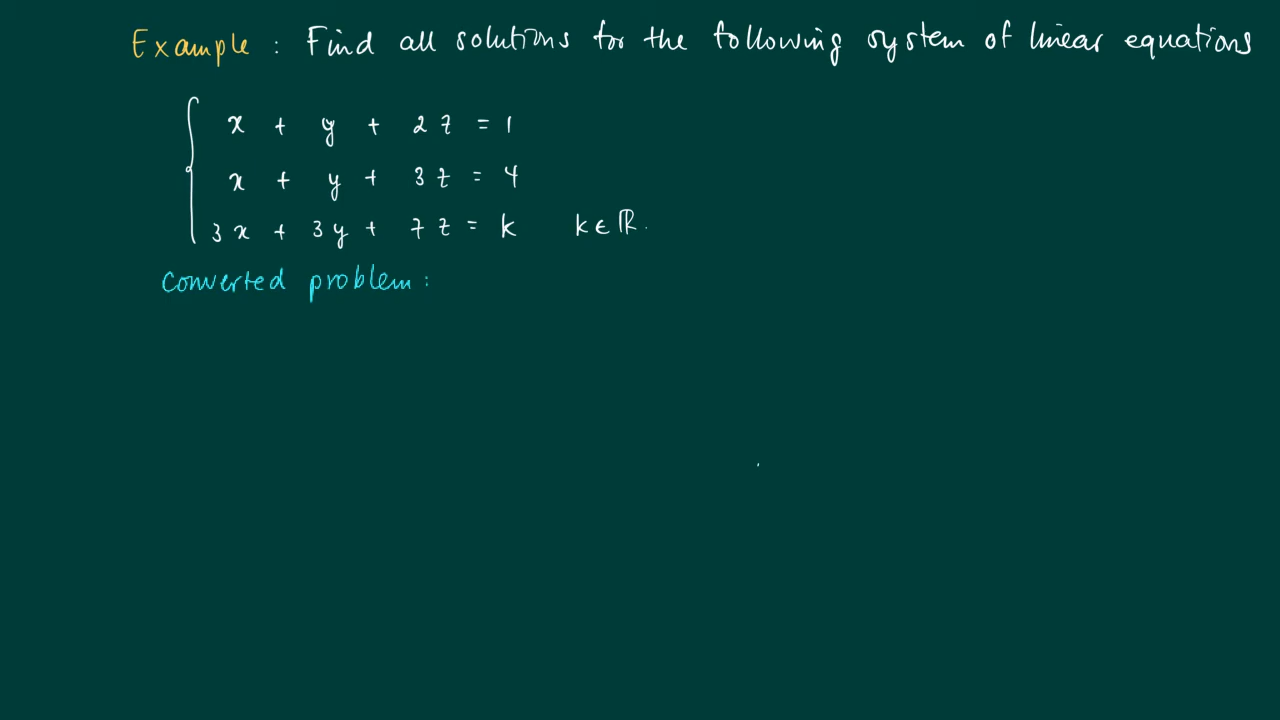 Example : Find all solutions for the following system of linear equations
x + y + 2z = 1
x + y + 3z = 4
3x + 3y + 7z = k    k ∈ ℝ.
Converted problem :